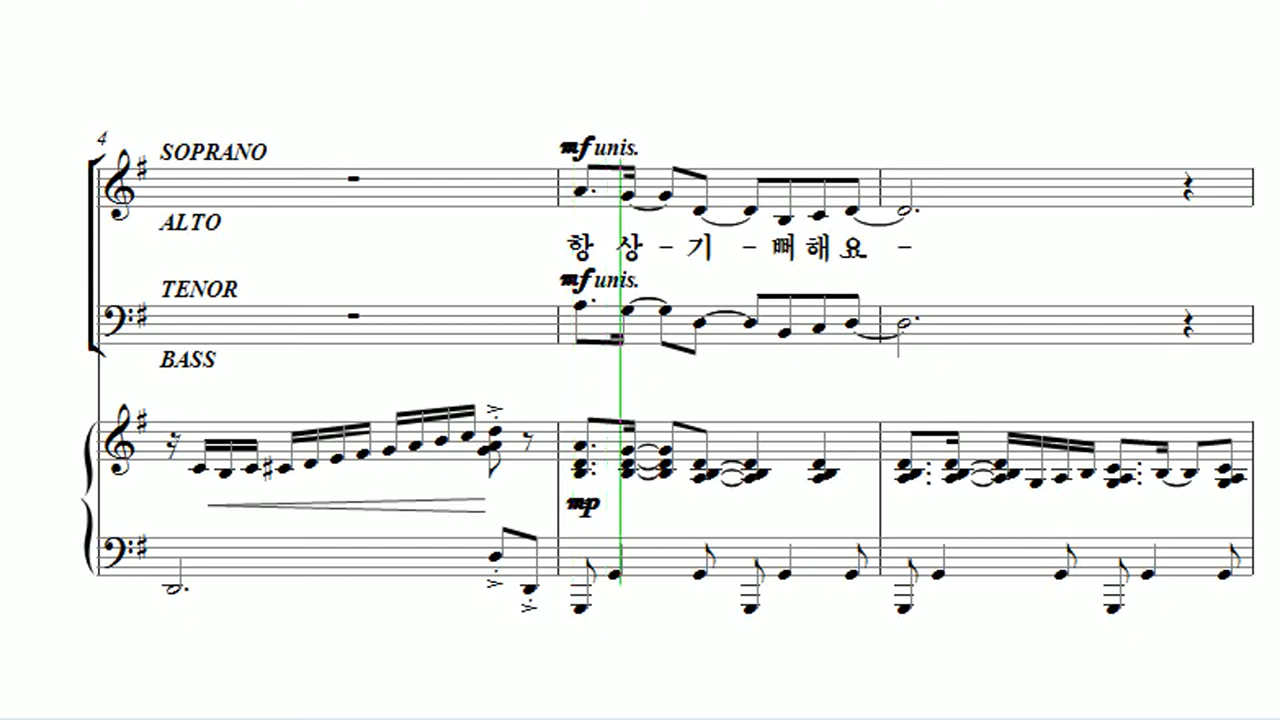 4
SOPRANO
mf unis.
ALTO
항 상 - 기 - 뻐 해 요 -
mf unis.
TENOR
BASS
mp